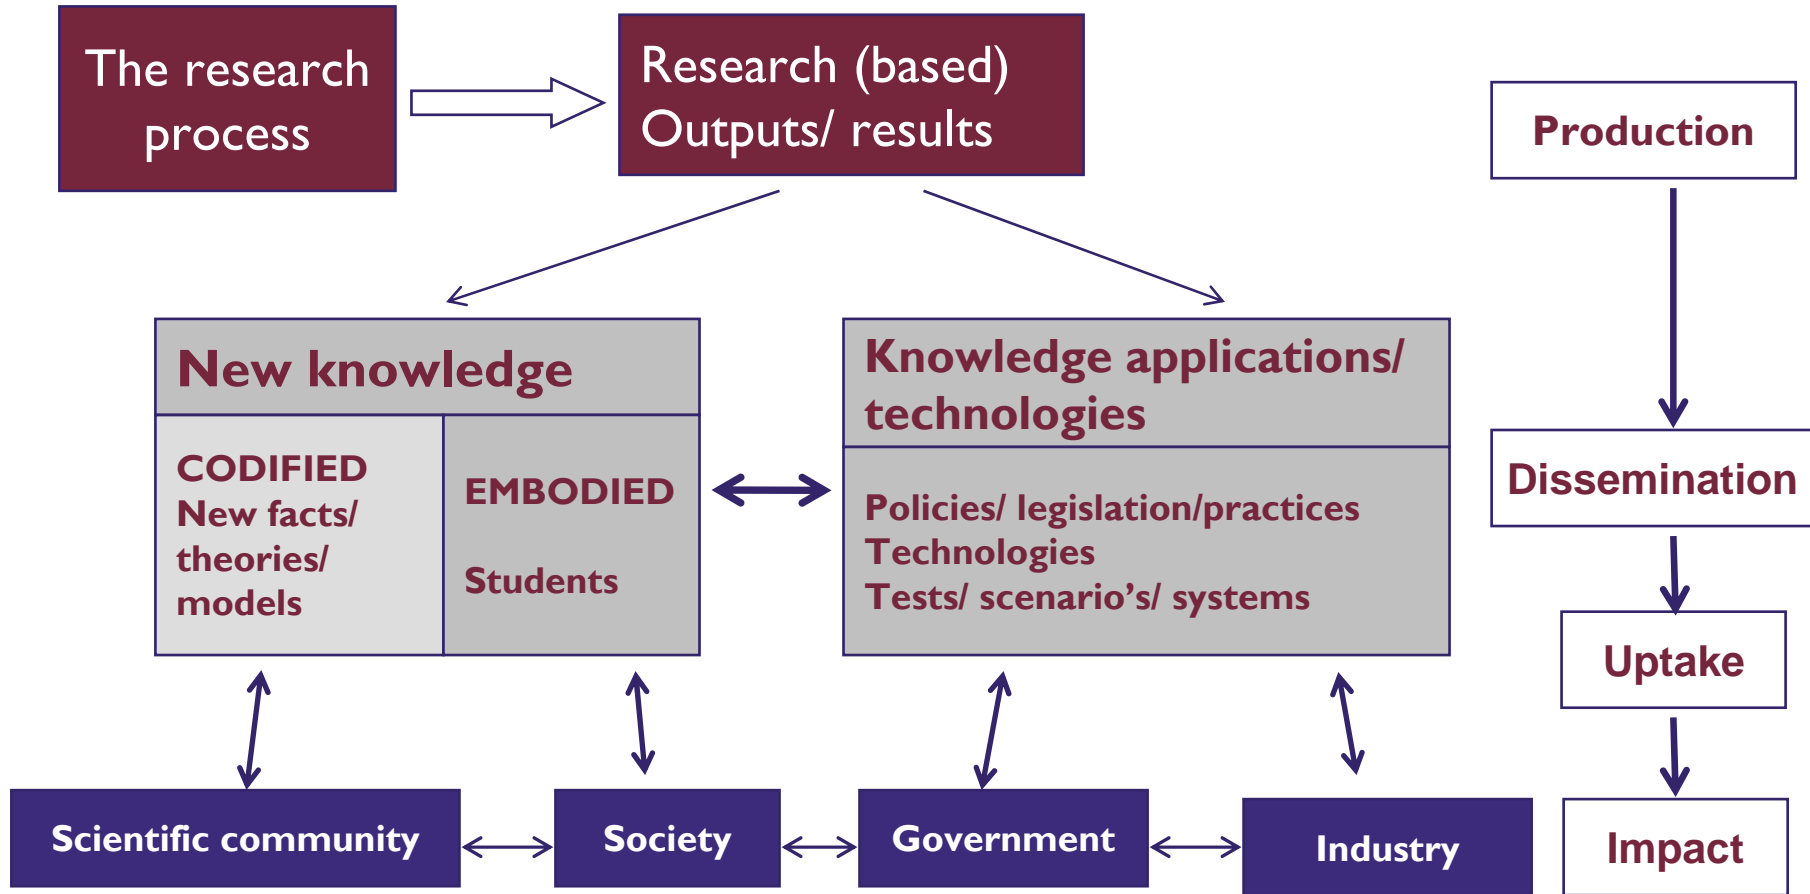 The research
process
Research (based)
Outputs/ results
Production
New knowledge
CODIFIED
New facts/
theories/
models
EMBODIED
Students
Knowledge applications/
technologies
Policies/ legislation/practices
Technologies
Tests/ scenario’s/ systems
Dissemination
Uptake
Scientific community
Society
Government
Industry
Impact